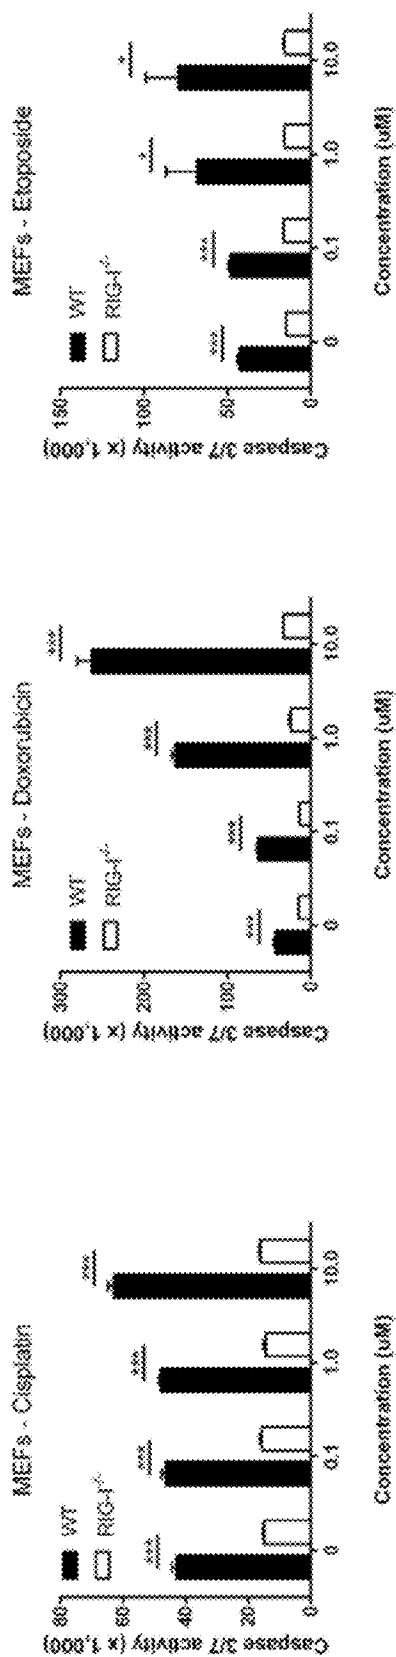 MEFs - Cisplatin
WT
RIG-I-/-
Caspase 3/7 activity (x 1,000)
80
60
40
20
0
***
***
***
***
0
0.1
1.0
10.0
Concentration (uM)
MEFs - Doxorubicin
WT
RIG-I-/-
Caspase 3/7 activity (x 1,000)
300
200
100
0
***
***
***
***
0
0.1
1.0
10.0
Concentration (uM)
MEFs - Etoposide
WT
RIG-I-/-
Caspase 3/7 activity (x 1,000)
150
100
50
0
***
***
*
*
0
0.1
1.0
10.0
Concentration (uM)